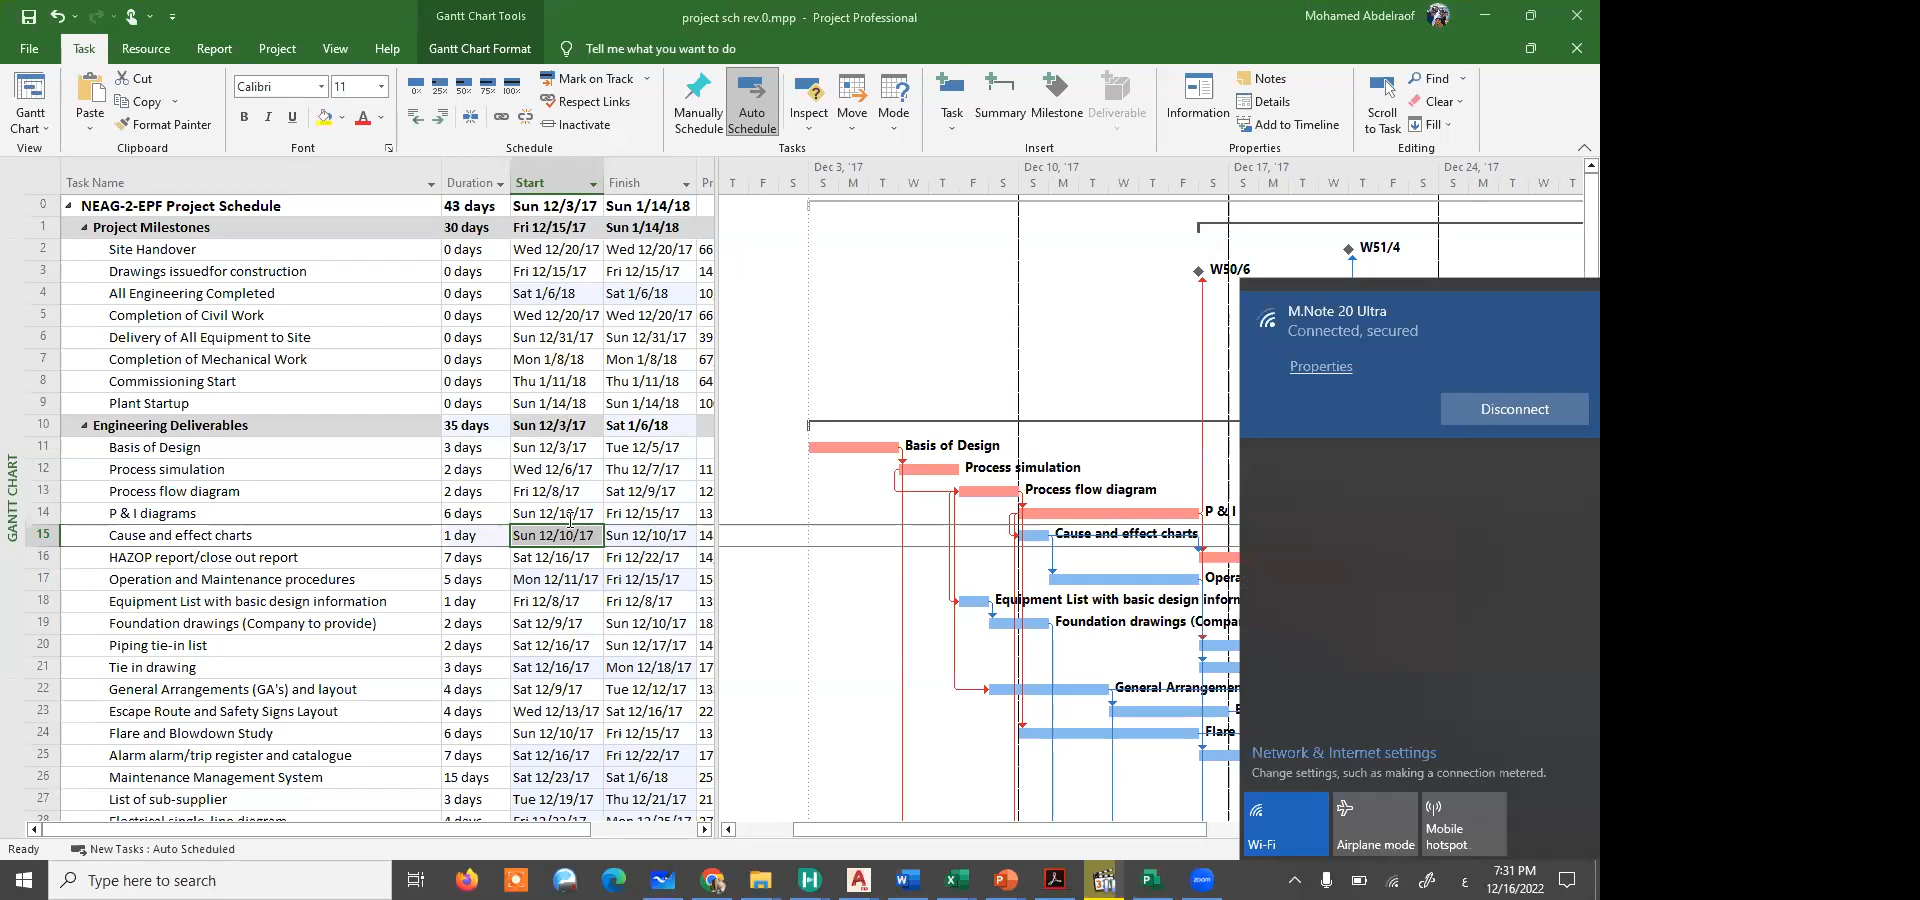 Gantt Chart Tools
project sch rev.0.mpp - Project Professional
Mohamed Abdelraof
File Task Resource Report Project View Help Gantt Chart Format Tell me what you want to do
Gantt Chart
View
Paste
Cut
Copy
Format Painter
Clipboard
Calibri 11
B I U A
Font
0% 25% 50% 75% 100%
Mark on Track
Respect Links
Inactivate
Schedule
Manually Schedule
Auto Schedule
Inspect Move Mode
Tasks
Task Summary Milestone Deliverable
Insert
Information
Notes
Details
Add to Timeline
Properties
Scroll to Task
Find
Clear
Fill
Editing
Task Name Duration Start Finish Pr
Dec 3, '17 Dec 10, '17 Dec 17, '17 Dec 24, '17
T F S S M T W T F S S M T W T F S S M T W T F S S M T W T
0 NEAG-2-EPF Project Schedule 43 days Sun 12/3/17 Sun 1/14/18
1 Project Milestones 30 days Fri 12/15/17 Sun 1/14/18
2 Site Handover 0 days Wed 12/20/17 Wed 12/20/17 66
3 Drawings issuedfor construction 0 days Fri 12/15/17 Fri 12/15/17 14
4 All Engineering Completed 0 days Sat 1/6/18 Sat 1/6/18 10
5 Completion of Civil Work 0 days Wed 12/20/17 Wed 12/20/17 66
6 Delivery of All Equipment to Site 0 days Sun 12/31/17 Sun 12/31/17 39
7 Completion of Mechanical Work 0 days Mon 1/8/18 Mon 1/8/18 67
8 Commissioning Start 0 days Thu 1/11/18 Thu 1/11/18 64
9 Plant Startup 0 days Sun 1/14/18 Sun 1/14/18 10
10 Engineering Deliverables 35 days Sun 12/3/17 Sat 1/6/18
11 Basis of Design 3 days Sun 12/3/17 Tue 12/5/17
12 Process simulation 2 days Wed 12/6/17 Thu 12/7/17 11
13 Process flow diagram 2 days Fri 12/8/17 Sat 12/9/17 12
14 P & I diagrams 6 days Sun 12/10/17 Fri 12/15/17 13
15 Cause and effect charts 1 day Sun 12/10/17 Sun 12/10/17 14
16 HAZOP report/close out report 7 days Sat 12/16/17 Fri 12/22/17 14,
17 Operation and Maintenance procedures 5 days Mon 12/11/17 Fri 12/15/17 15
18 Equipment List with basic design information 1 day Fri 12/8/17 Fri 12/8/17 13
19 Foundation drawings (Company to provide) 2 days Sat 12/9/17 Sun 12/10/17 18
20 Piping tie-in list 2 days Sat 12/16/17 Sun 12/17/17 14
21 Tie in drawing 3 days Sat 12/16/17 Mon 12/18/17 17
22 General Arrangements (GA's) and layout 4 days Sat 12/9/17 Tue 12/12/17 13
23 Escape Route and Safety Signs Layout 4 days Wed 12/13/17 Sat 12/16/17 22
24 Flare and Blowdown Study 6 days Sun 12/10/17 Fri 12/15/17 13
25 Alarm alarm/trip register and catalogue 7 days Sat 12/16/17 Fri 12/22/17 17
26 Maintenance Management System 15 days Sat 12/23/17 Sat 1/6/18 25
27 List of sub-supplier 3 days Tue 12/19/17 Thu 12/21/17 21
28 Electrical single-line diagram 4 days Fri 12/22/17 Mon 12/25/17 27
GANTT CHART
W51/4
W50/6
Basis of Design
Process simulation
Process flow diagram
P & I
Cause and effect charts
Opera
Equipment List with basic design inform
Foundation drawings (Compa
General Arrangemen
E
Flare
M.Note 20 Ultra
Connected, secured
Properties
Disconnect
Network & Internet settings
Change settings, such as making a connection metered.
Wi-Fi
Airplane mode
Mobile hotspot
Ready New Tasks : Auto Scheduled
Type here to search
zoom
ع
7:31 PM
12/16/2022